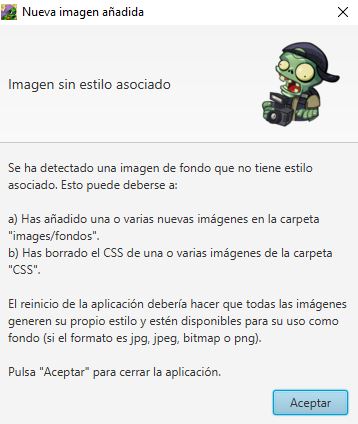 Nueva imagen añadida
Imagen sin estilo asociado
Se ha detectado una imagen de fondo que no tiene estilo
asociado. Esto puede deberse a:
a) Has añadido una o varias nuevas imágenes en la carpeta
"images/fondos".
b) Has borrado el CSS de una o varias imágenes de la carpeta
"CSS".
El reinicio de la aplicación debería hacer que todas las imágenes
generen su propio estilo y estén disponibles para su uso como
fondo (si el formato es jpg, jpeg, bitmap o png).
Pulsa "Aceptar" para cerrar la aplicación.
Aceptar